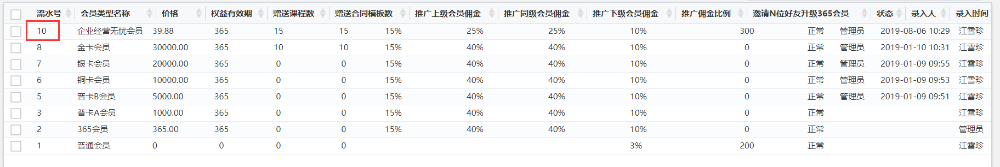 流水号 会员类型名称 价格 权益有效期 赠送课程数 赠送合同模板数 推广上级会员佣金 推广同级会员佣金 推广下级会员佣金 推广佣金比例 邀请N位好友升级365会员 状态 录入人 录入时间
10 企业经营无忧会员 39.88 365 15 15 15% 25% 25% 10% 300 正常 管理员 2019-08-06 10:29 江雪珍
8 金卡会员 30000.00 365 10 10 15% 40% 40% 10% 0 正常 管理员 2019-01-10 10:31 江雪珍
7 银卡会员 20000.00 365 0 0 15% 40% 40% 10% 0 正常 管理员 2019-01-09 09:55 江雪珍
6 铜卡会员 10000.00 365 0 0 15% 40% 40% 10% 0 正常 管理员 2019-01-09 09:53 江雪珍
5 普卡B会员 5000.00 365 0 0 15% 40% 40% 10% 0 正常 管理员 2019-01-09 09:51 江雪珍
3 普卡A会员 1000.00 365 0 0 15% 40% 40% 10% 0 正常 江雪珍
2 365会员 365.00 365 0 0 15% 40% 40% 10% 0 正常 管理员
1 普通会员 0 0 0 0 3% 200 正常 江雪珍